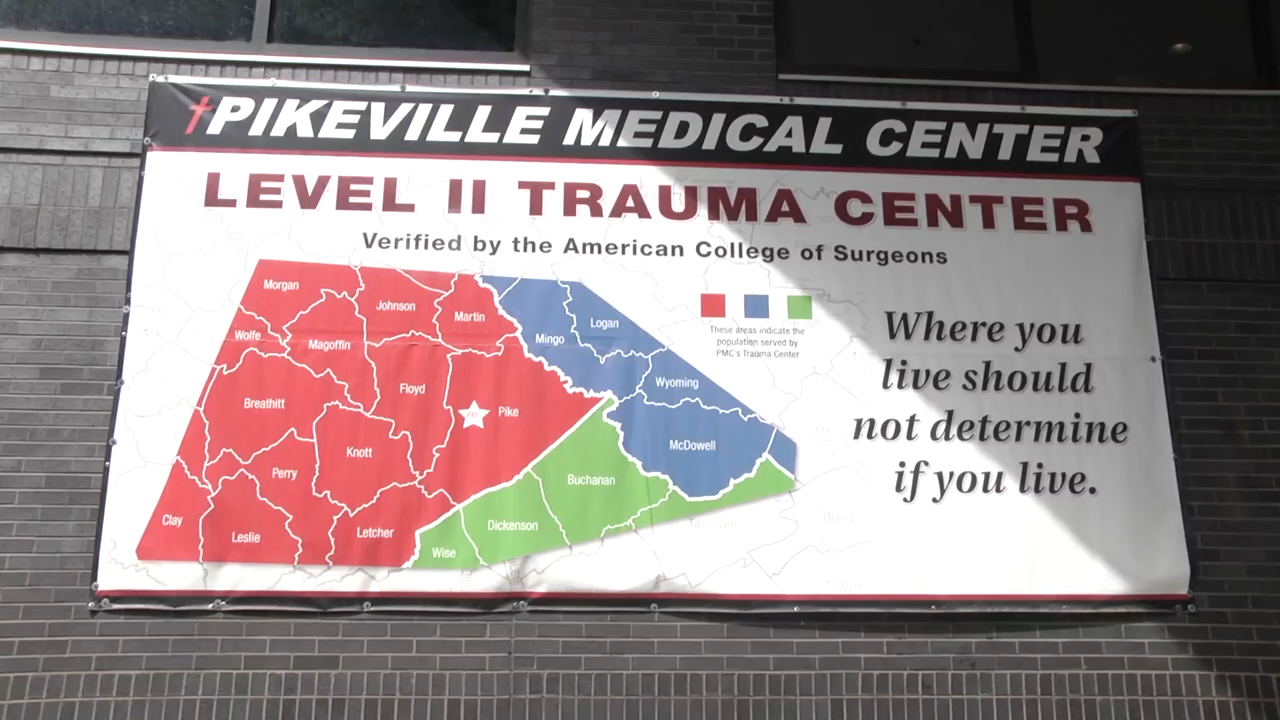 PIKEVILLE MEDICAL CENTER
LEVEL II TRAUMA CENTER
Verified by the American College of Surgeons
These areas indicate the
population served by
PMC's Trauma Center
Where you
live should
not determine
if you live.
Morgan
Johnson
Martin
Wolfe
Magoffin
Mingo
Logan
Breathitt
Floyd
Pike
Wyoming
Knott
McDowell
Perry
Buchanan
Clay
Leslie
Letcher
Dickenson
Wise
Tazewell
Bland